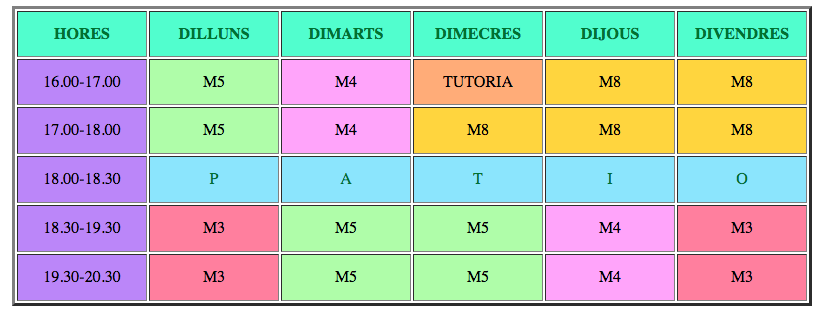 HORES DILLUNS DIMARTS DIMECRES DIJOUS DIVENDRES
16.00-17.00 M5 M4 TUTORIA M8 M8
17.00-18.00 M5 M4 M8 M8 M8
18.00-18.30 P A T I O
18.30-19.30 M3 M5 M5 M4 M3
19.30-20.30 M3 M5 M5 M4 M3